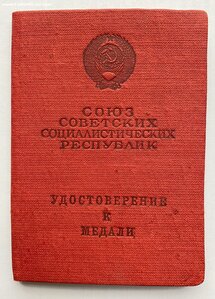 СОЮЗ
СОВЕТСКИХ
СОЦИАЛИСТИЧЕСКИХ
РЕСПУБЛИК
УДОСТОВЕРЕНИЕ
К
МЕДАЛИ